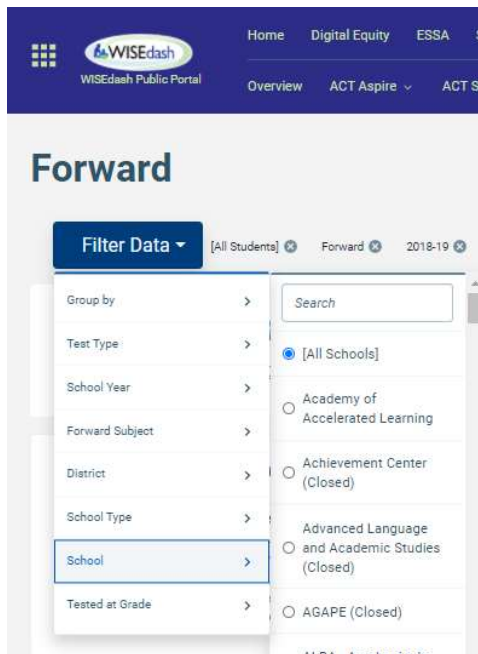 Home Digital Equity ESSA
WISEdash
WISEdash Public Portal
Overview ACT Aspire ACT S
Forward
Filter Data [All Students] Forward 2018-19
Group by
Test Type
School Year
Forward Subject
District
School Type
School
Tested at Grade
Search
[All Schools]
Academy of
Accelerated Learning
Achievement Center
(Closed)
Advanced Language
and Academic Studies
(Closed)
AGAPE (Closed)